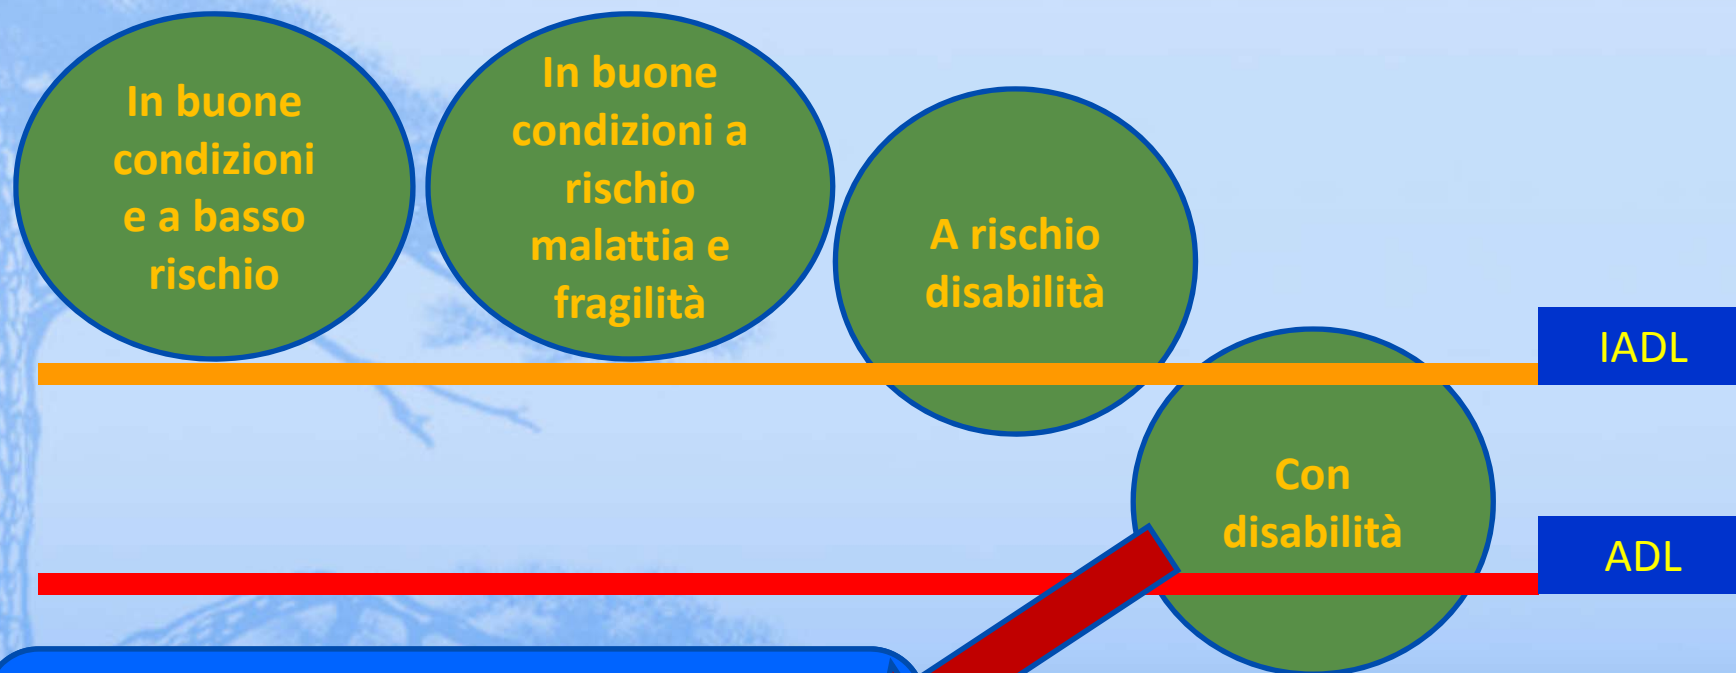 In buone
condizioni
e a basso
rischio
In buone
condizioni a
rischio
malattia e
fragilità
A rischio
disabilità
IADL
Con
disabilità
ADL